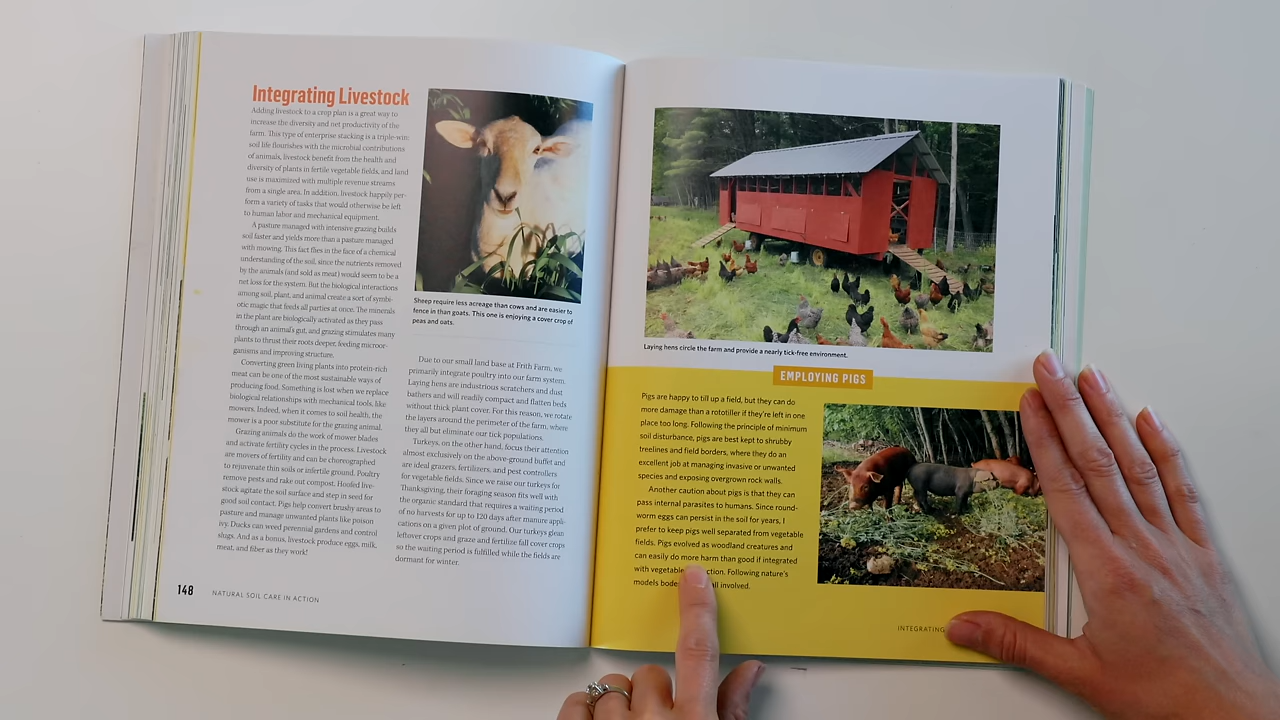 Integrating Livestock
Adding livestock to a crop plan is a great way to
increase the diversity and net productivity of the
farm. This type of enterprise stacking is a triple-win:
soil life flourishes with the microbial contributions
of animals, livestock benefit from the health and
diversity of plants in fertile vegetable fields, and land
use is maximized with multiple revenue streams
from a single area. In addition, livestock happily per-
form a variety of tasks that would otherwise be left
to human labor and mechanical equipment.
A pasture managed with intensive grazing builds
soil faster and yields more than a pasture managed
with mowing. This fact flies in the face of a chemical
understanding of the soil, since the nutrients removed
by the animals (and sold as meat) would seem to be a
net loss for the system. But the biological interactions
among soil, plant, and animal create a sort of symbi-
otic magic that feeds all parties at once. The minerals
in the plant are biologically activated as they pass
through an animal's gut, and grazing stimulates many
plants to thrust their roots deeper, feeding microor-
ganisms and improving structure.
Converting green living plants into protein-rich
meat can be one of the most sustainable ways of
producing food. Something is lost when we replace
biological relationships with mechanical tools, like
mowers. Indeed, when it comes to soil health, the
mower is a poor substitute for the grazing animal.
Grazing animals do the work of mower blades
and activate fertility cycles in the process. Livestock
are movers of fertility and can be choreographed
to rejuvenate thin soils or infertile ground. Poultry
remove pests and rake out compost. Hoofed live-
stock agitate the soil surface and step in seed for
good soil contact. Pigs help convert brushy areas to
pasture and manage unwanted plants like poison
ivy. Ducks can weed perennial gardens and control
slugs. And as a bonus, livestock produce eggs, milk,
meat, and fiber as they work!
Sheep require less acreage than cows and are easier to
fence in than goats. This one is enjoying a cover crop of
peas and oats.
Due to our small land base at Frith Farm, we
primarily integrate poultry into our farm system.
Laying hens are industrious scratchers and dust
bathers and will readily compact and flatten beds
without thick plant cover. For this reason, we rotate
the layers around the perimeter of the farm, where
they all but eliminate our tick populations.
Turkeys, on the other hand, focus their attention
almost exclusively on the above-ground buffet and
are ideal grazers, fertilizers, and pest controllers
for vegetable fields. Since we raise our turkeys for
Thanksgiving, their foraging season fits well with
the organic standard that requires a waiting period
of no harvests for up to 120 days after manure appli-
cations on a given plot of ground. Our turkeys glean
leftover crops and graze and fertilize fall cover crops
so the waiting period is fulfilled while the fields are
dormant for winter.
148 NATURAL SOIL CARE IN ACTION
Laying hens circle the farm and provide a nearly tick-free environment.
EMPLOYING PIGS
Pigs are happy to till up a field, but they can do
more damage than a rototiller if they're left in one
place too long. Following the principle of minimum
soil disturbance, pigs are best kept to shrubby
treelines and field borders, where they do an
excellent job at managing invasive or unwanted
species and exposing overgrown rock walls.
Another caution about pigs is that they can
pass internal parasites to humans. Since round-
worm eggs can persist in the soil for years, I
prefer to keep pigs well separated from vegetable
fields. Pigs evolved as woodland creatures and
can easily do more harm than good if integrated
with vegetable ction. Following nature's
models bode all involved.
INTEGRATING